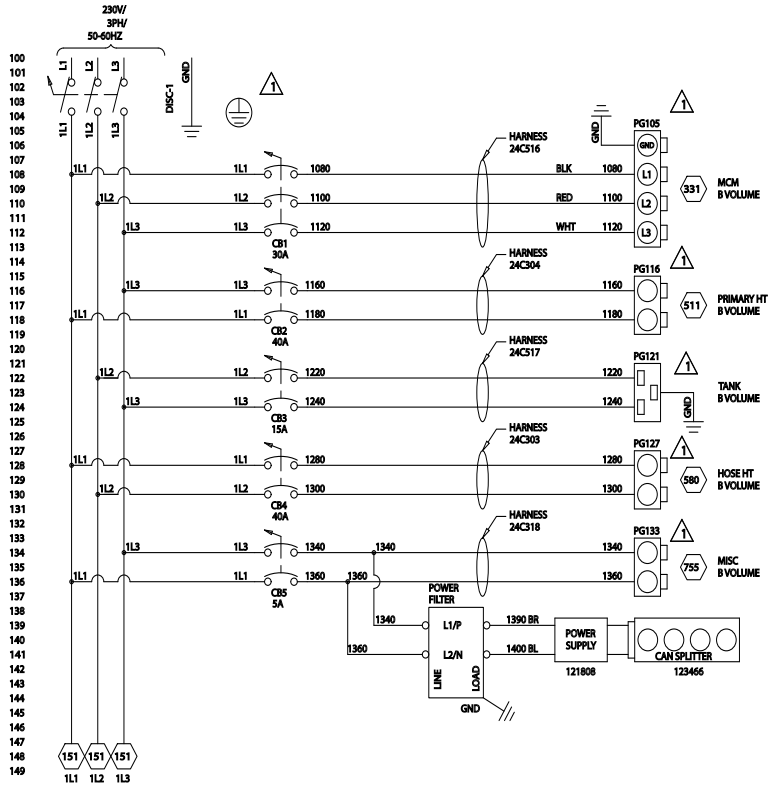 230V/
3PH/
50-60HZ
100
101
102
103
104
105
106
107
108
109
110
111
112
113
114
115
116
117
118
119
120
121
122
123
124
125
126
127
128
129
130
131
132
133
134
135
136
137
138
139
140
141
142
143
144
145
146
147
148
149
L1
L2
L3
GND
DISC-1
1L1
1L2
1L3
1
HARNESS
24C516
GND
PG105
1
GND
1L1
1L1
1080
BLK
1080
L1
1L2
1L2
1100
RED
1100
L2
331
MCM
B VOLUME
1L3
1L3
1120
WHT
1120
L3
CB1
30A
HARNESS
24C304
PG116
1
1L3
1L3
1160
1160
1L1
1L1
1180
1180
511
PRIMARY HT
B VOLUME
CB2
40A
HARNESS
24C517
PG121
1
1L2
1L2
1220
1220
1L3
1L3
1240
1240
GND
TANK
B VOLUME
CB3
15A
HARNESS
24C303
PG127
1
1L1
1L1
1280
1280
1L2
1L2
1300
1300
580
HOSE HT
B VOLUME
CB4
40A
HARNESS
24C318
PG133
1
1L3
1L3
1340
1340
1340
1L1
1L1
1360
1360
1360
755
MISC
B VOLUME
CB5
5A
POWER
FILTER
1340
L1/P
1390 BR
1360
L2/N
1400 BL
LINE
LOAD
GND
POWER
SUPPLY
121808
CAN SPLITTER
123466
151
151
151
1L1
1L2
1L3